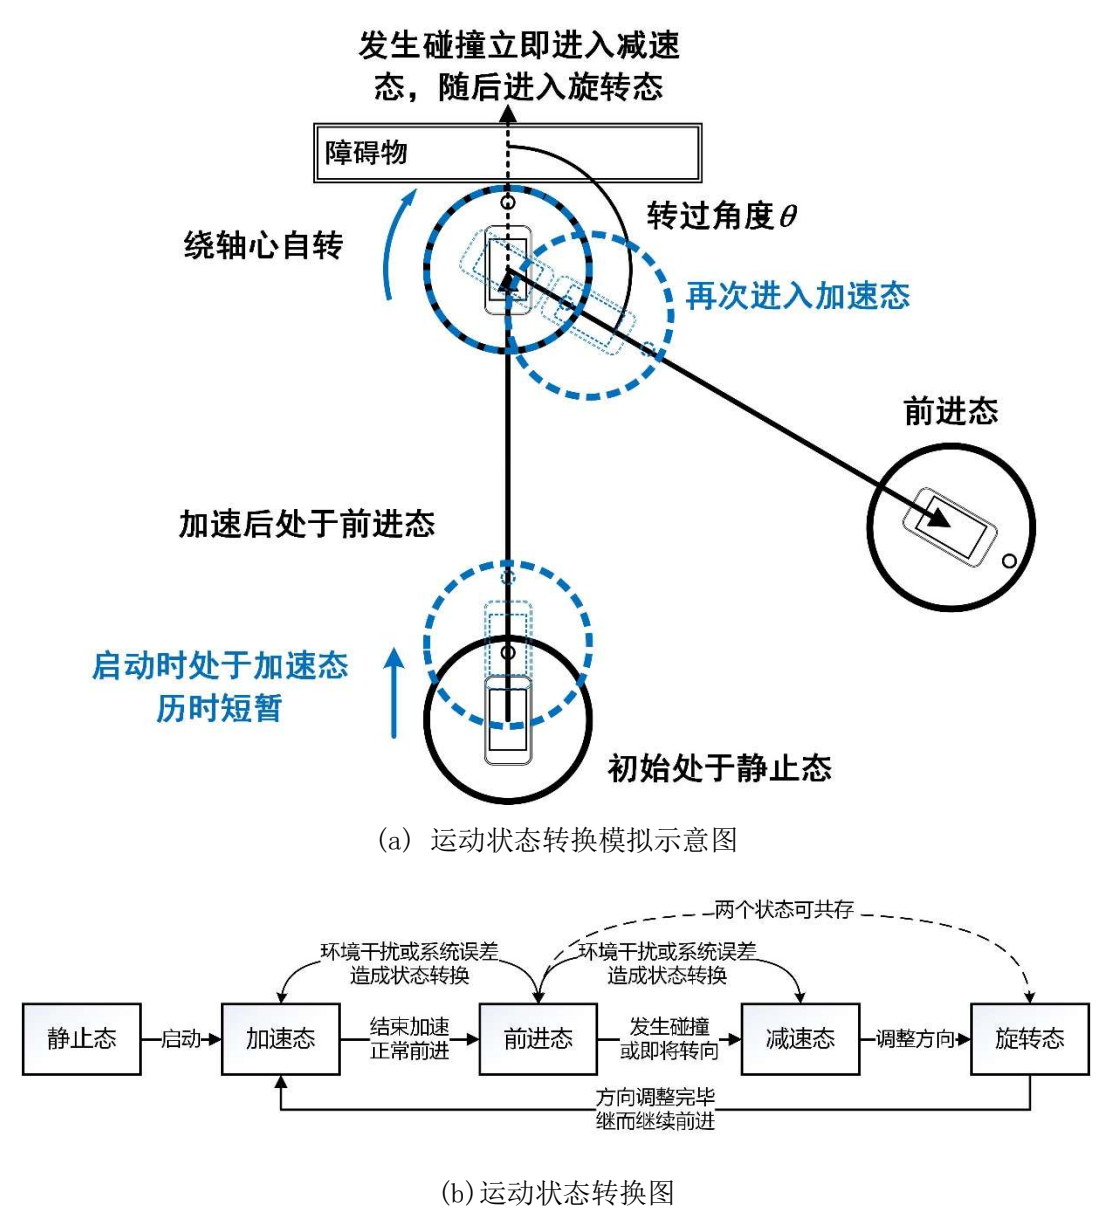 发生碰撞立即进入减速
态，随后进入旋转态
障碍物
转过角度θ
绕轴心自转
再次进入加速态
前进态
加速后处于前进态
启动时处于加速态
历时短暂
初始处于静止态
(a) 运动状态转换模拟示意图
两个状态可共存
环境干扰或系统误差
造成状态转换
环境干扰或系统误差
造成状态转换
静止态
启动
加速态
结束加速
正常前进
前进态
发生碰撞
或即将转向
减速态
调整方向
旋转态
方向调整完毕
继而继续前进
(b)运动状态转换图